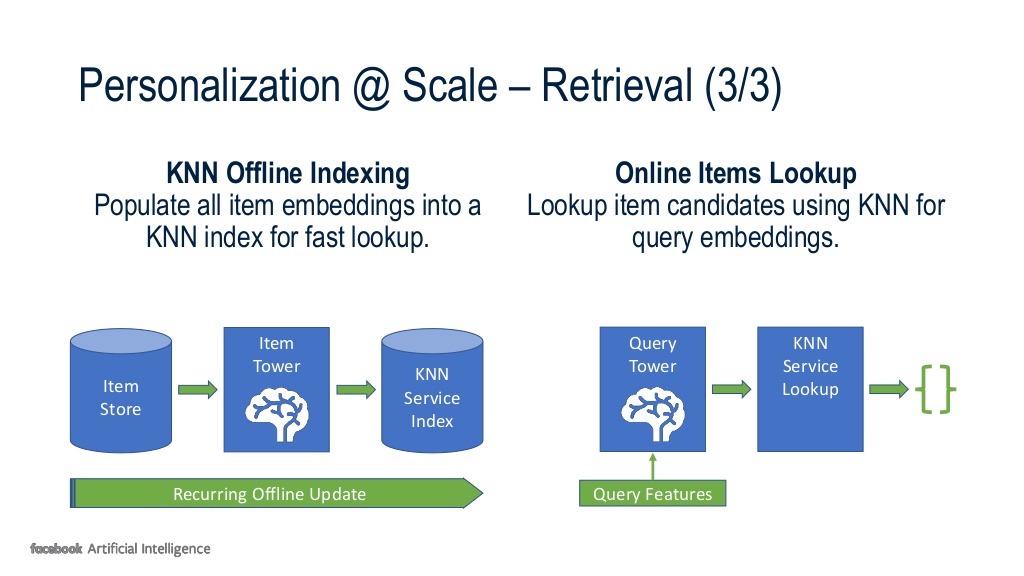 Personalization @ Scale – Retrieval (3/3)
KNN Offline Indexing
Populate all item embeddings into a
KNN index for fast lookup.
Online Items Lookup
Lookup item candidates using KNN for
query embeddings.
Item
Store
Item
Tower
KNN
Service
Index
Recurring Offline Update
Query
Tower
KNN
Service
Lookup
{}
Query Features
facebook Artificial Intelligence